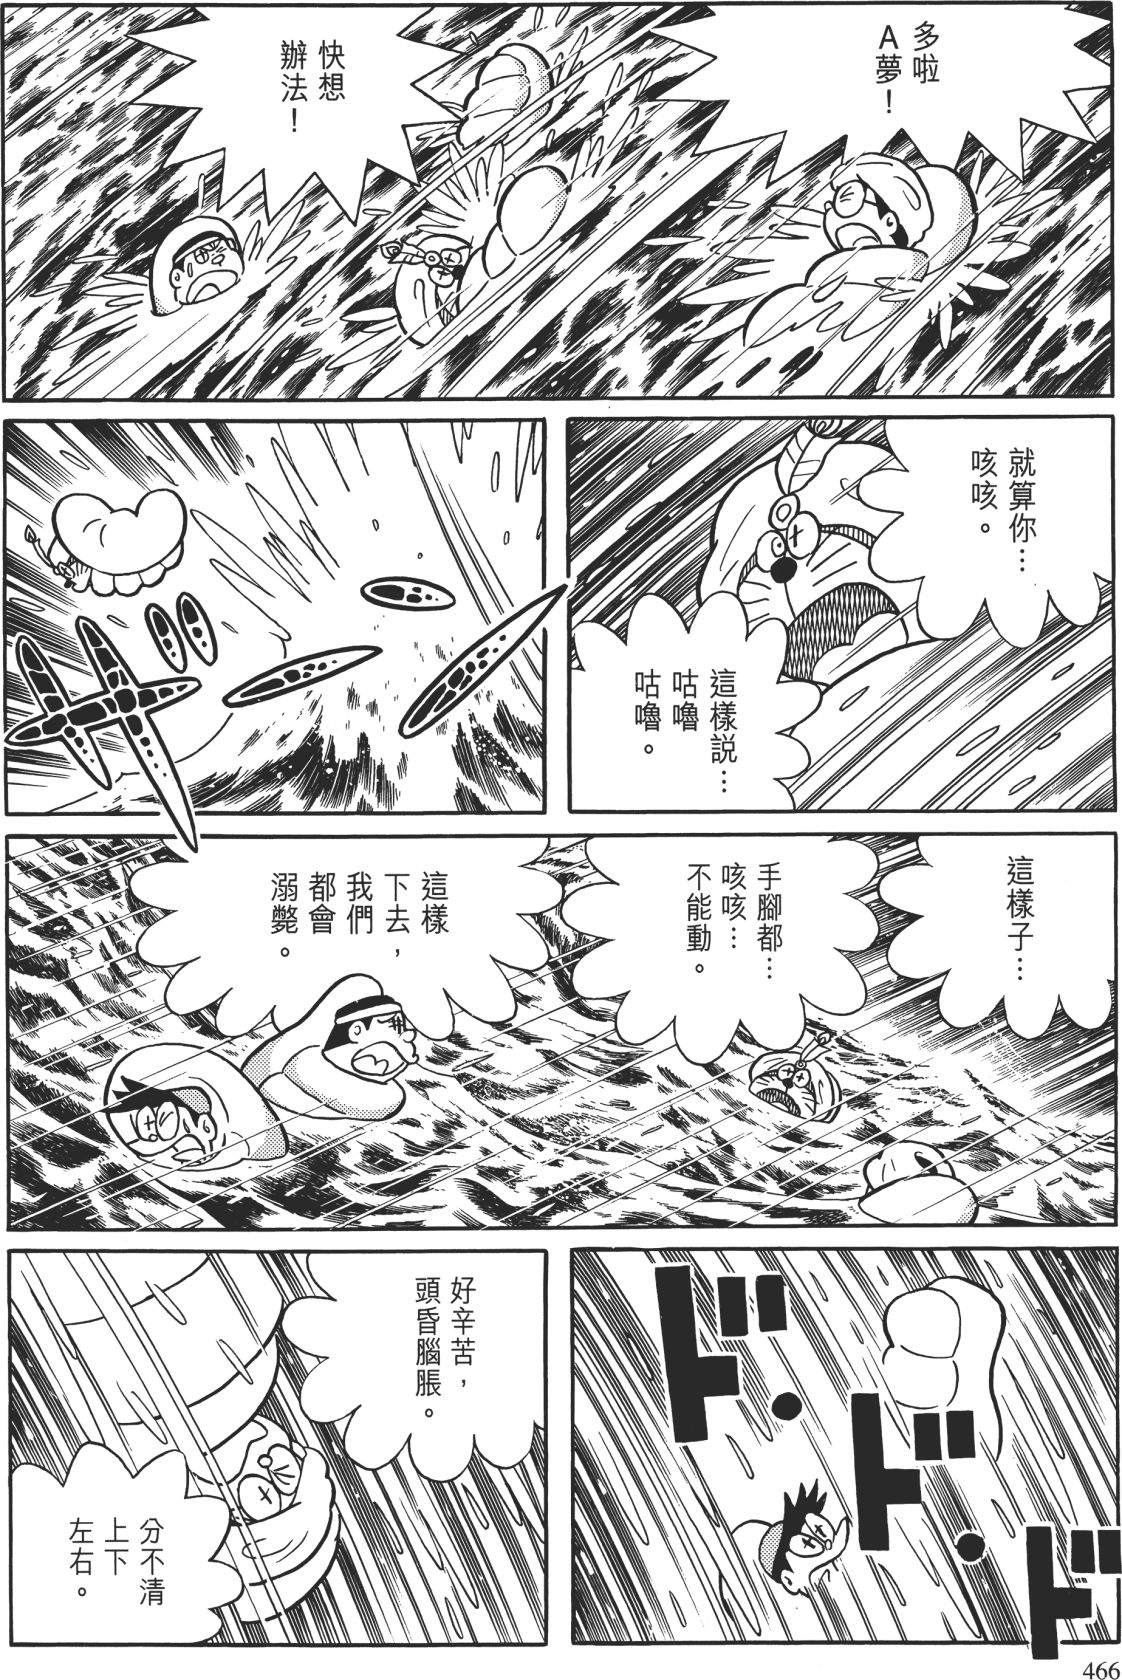 多啦
A夢！
快想
辦法！
就算你…
咳咳。
這樣説…
咕嚕
咕嚕。
這樣子…
手腳都…
咳咳…
不能動。
這樣
下去，
我們
都會
溺斃。
ド
ド
ド
好辛苦，
頭昏腦脹。
分不清
上下
左右。
466